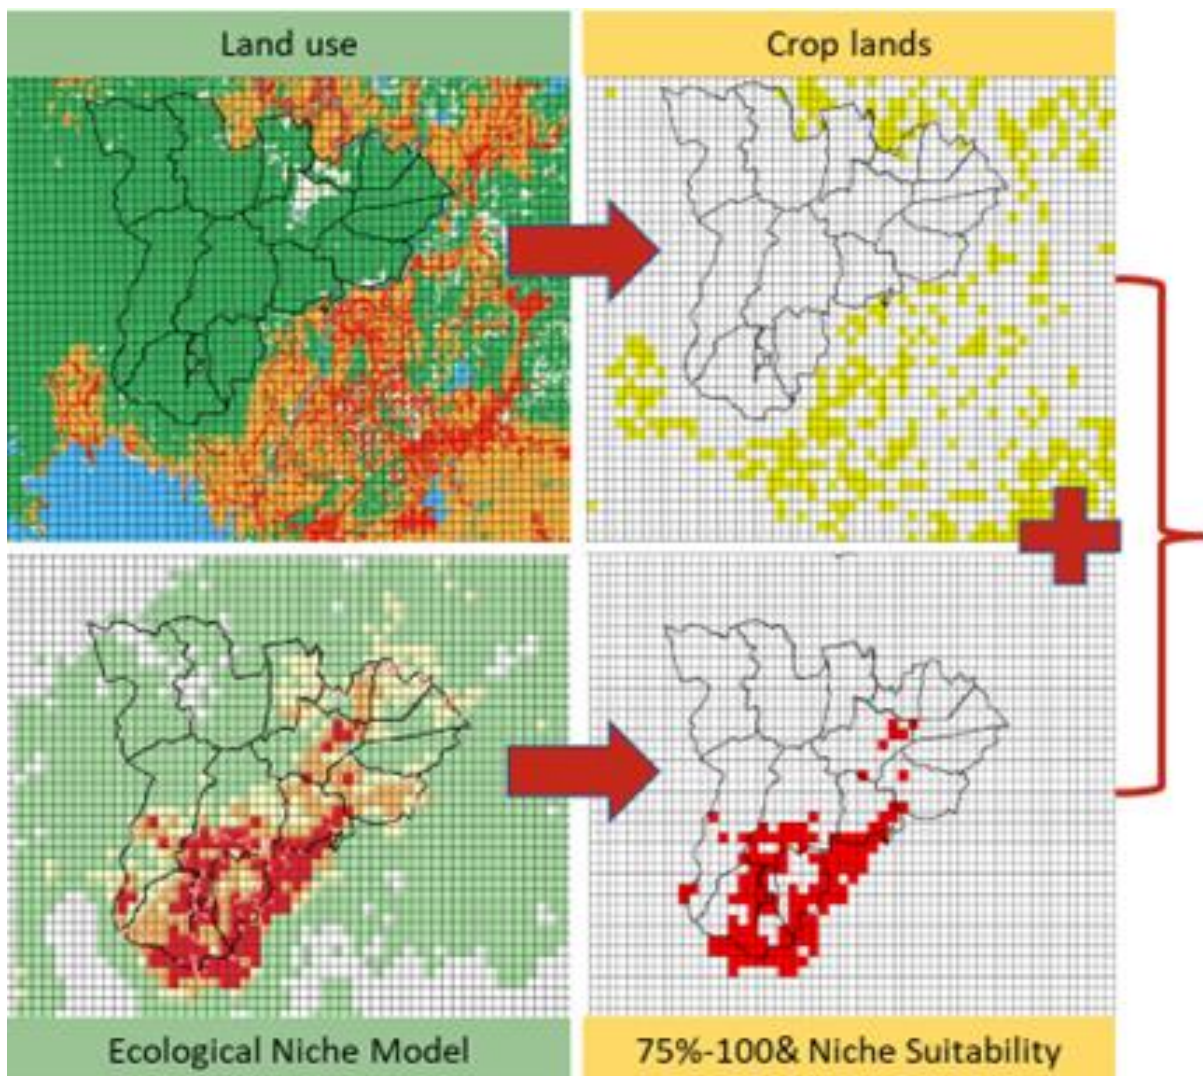 Land use
Crop lands
Ecological Niche Model
75%-100& Niche Suitability